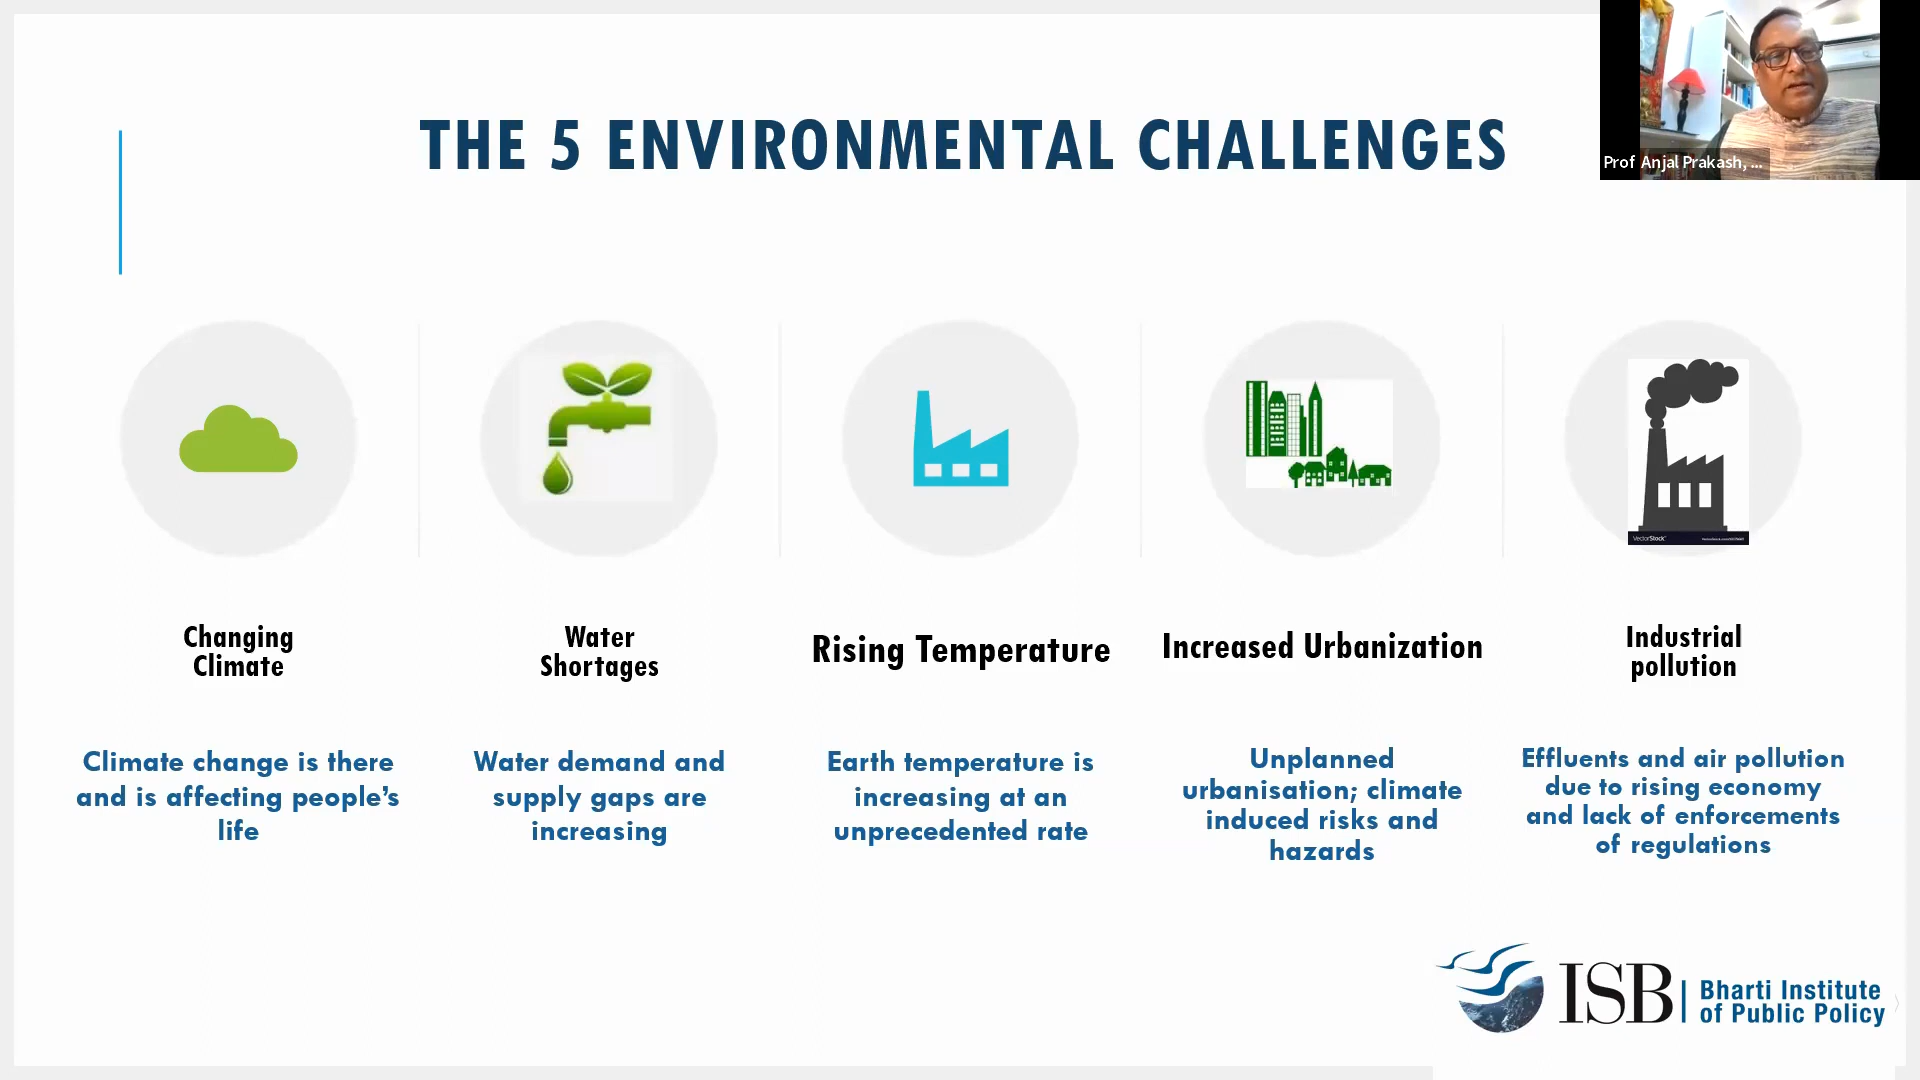 THE 5 ENVIRONMENTAL CHALLENGES
Prof Anjal Prakash, ...
Changing
Climate
Water
Shortages
Rising Temperature
Increased Urbanization
Industrial
pollution
Climate change is there
and is affecting people’s
life
Water demand and
supply gaps are
increasing
Earth temperature is
increasing at an
unprecedented rate
Unplanned
urbanisation; climate
induced risks and
hazards
Effluents and air pollution
due to rising economy
and lack of enforcements
of regulations
VectorStock
ISB
Bharti Institute
of Public Policy